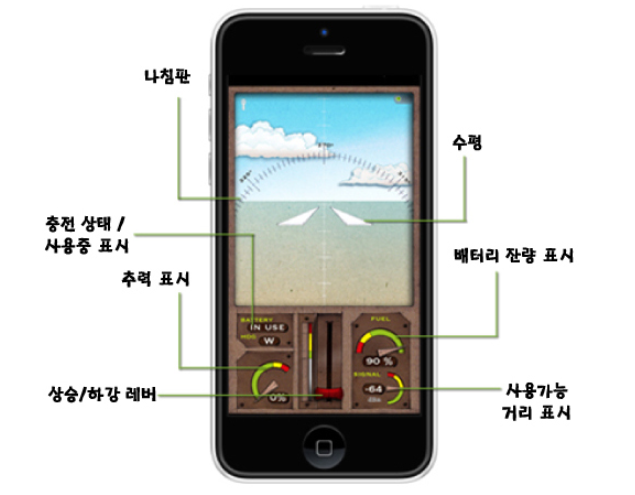 나침판
수평
충전 상태 /
사용중 표시
배터리 잔량 표시
추력 표시
BATTERY
IN USE
W
FUEL
90 %
SIGNAL
-64
0%
상승/하강 레버
사용가능
거리 표시